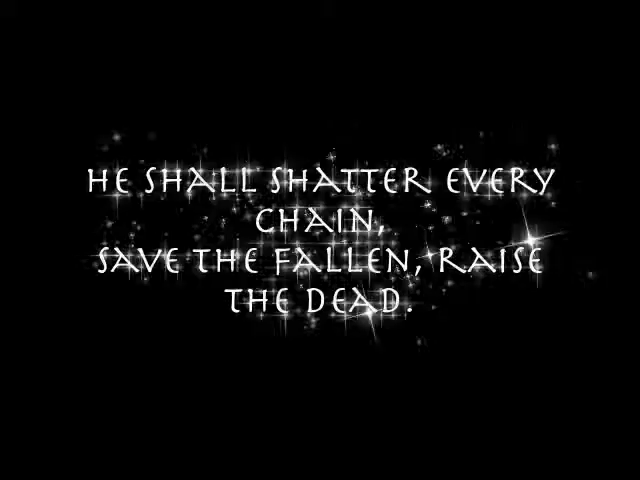 HE SHALL SHATTER EVERY
CHAIN,
SAVE THE FALLEN, RAISE
THE DEAD.